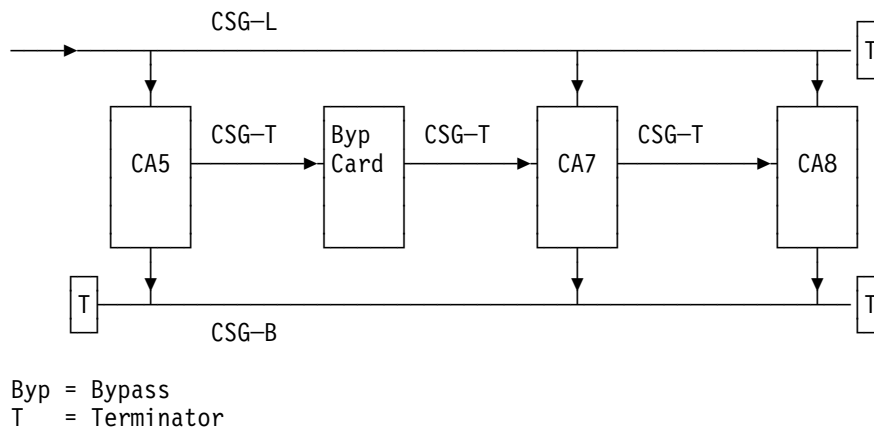 CSG—L
T
CSG—T
Byp
Card
CSG—T
CSG—T
CA5
CA7
CA8
T
T
CSG—B
Byp = Bypass
T = Terminator